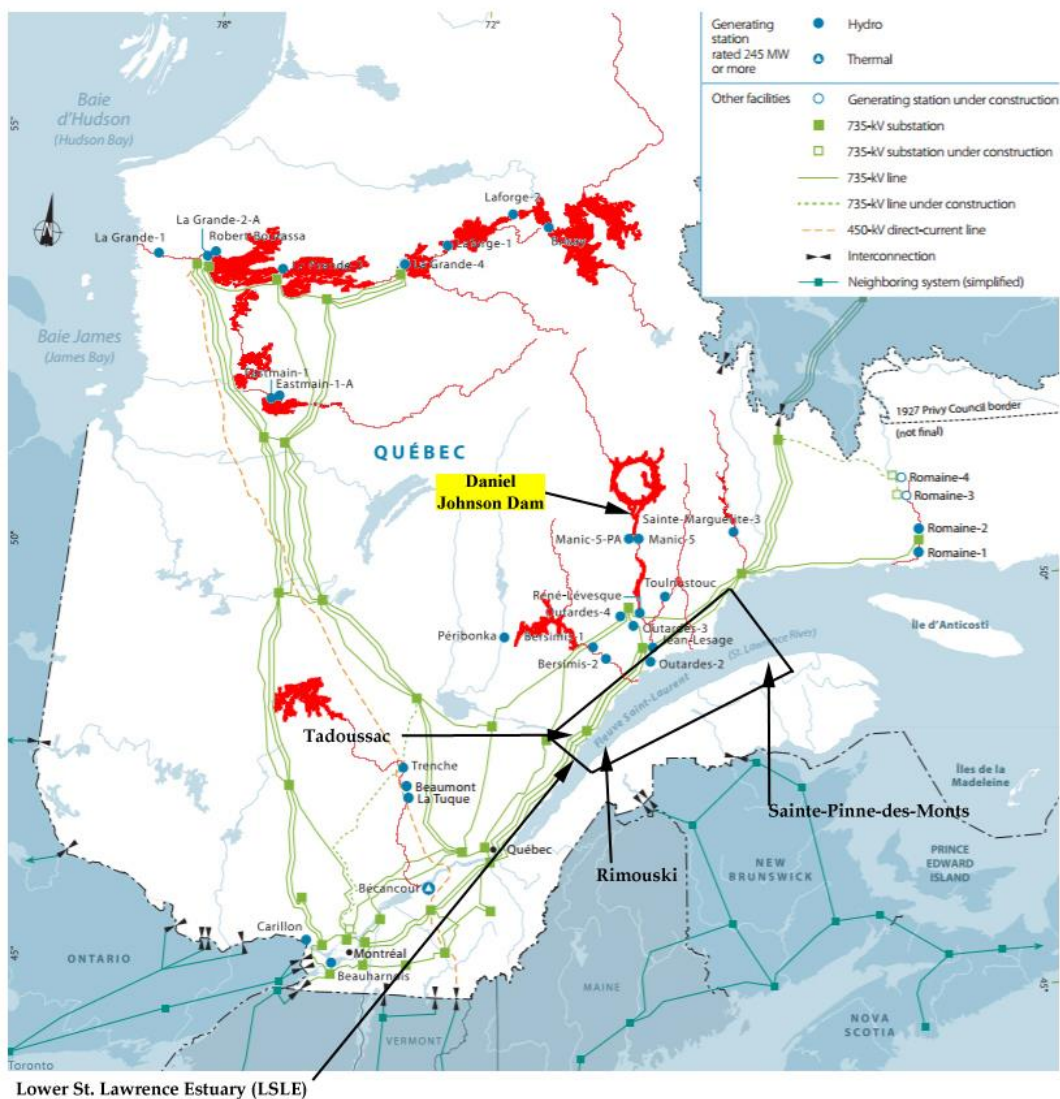 78°
72°
55°
50°
45°
50°
45°
Generating
station
rated 245 MW
or more
Hydro
Thermal
Other facilities
Generating station under construction
735-kV substation
735-kV substation under construction
735-kV line
735-kV line under construction
450-kV direct-current line
Interconnection
Neighboring system (simplified)
Baie
d'Hudson
(Hudson Bay)
Baie James
(James Bay)
La Grande-2-A
Robert-Bourassa
La Grande-1
La Grande-3
La Grande-4
Laforge-2
Laforge-1
Brisay
Eastmain-1
Eastmain-1-A
QUÉBEC
1927 Privy Council border
(not final)
Daniel
Johnson Dam
Sainte-Marguerite-3
Manic-5-PA
Manic-5
Romaine-4
Romaine-3
Romaine-2
Romaine-1
Toulnustouc
Réné-Lévesque
Outardes-4
Outardes-3
Jean-Lesage
Outardes-2
Péribonka
Bersimis-1
Bersimis-2
Île d'Anticosti
(St. Lawrence River)
Fleuve Saint-Laurent
Tadoussac
Trenche
Beaumont
La Tuque
Îles de la
Madeleine
Sainte-Pinne-des-Monts
Québec
Rimouski
NEW
BRUNSWICK
PRINCE
EDWARD
ISLAND
Bécancour
Carillon
Montréal
Beauharnois
ONTARIO
MAINE
VERMONT
NOVA
SCOTIA
Toronto
Lower St. Lawrence Estuary (LSLE)